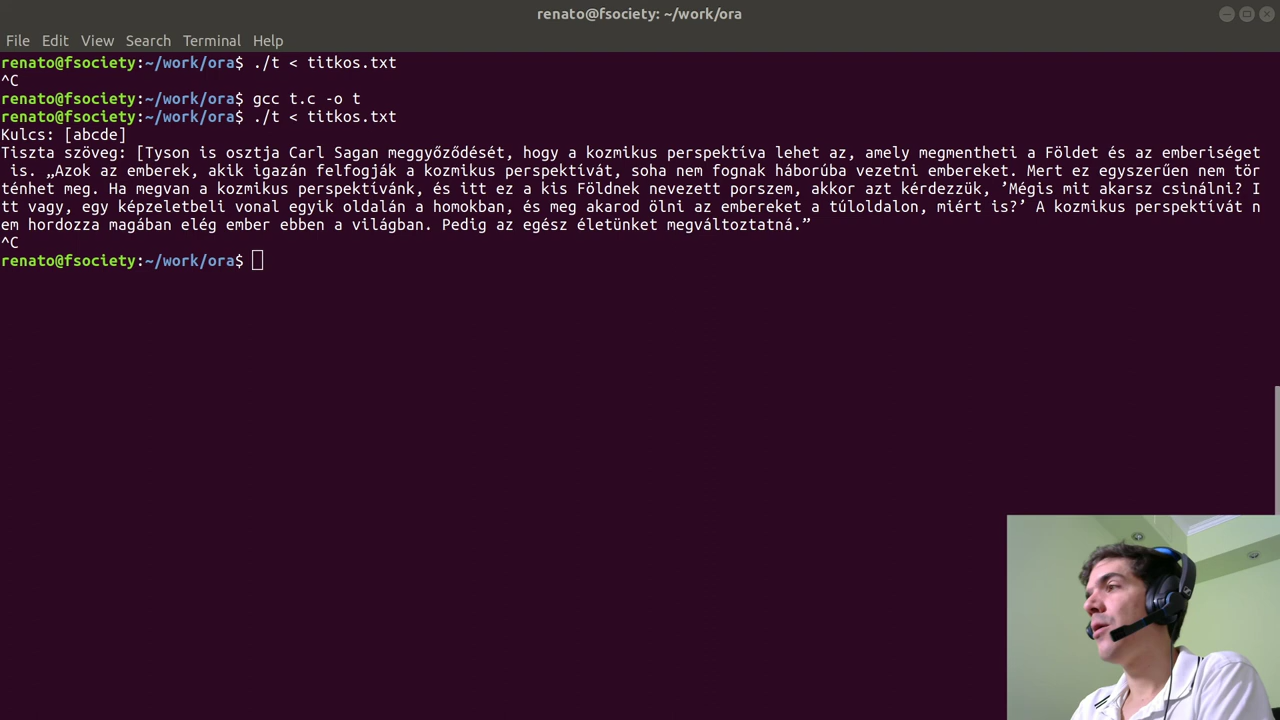 renato@fsociety: ~/work/ora
File Edit View Search Terminal Help
renato@fsociety:~/work/ora$ ./t < titkos.txt
^C
renato@fsociety:~/work/ora$ gcc t.c -o t
renato@fsociety:~/work/ora$ ./t < titkos.txt
Kulcs: [abcde]
Tiszta szöveg: [Tyson is osztja Carl Sagan meggyőződését, hogy a kozmikus perspektíva lehet az, amely megmentheti a Földet és az emberiséget
 is. „Azok az emberek, akik igazán felfogják a kozmikus perspektívát, soha nem fognak háborúba vezetni embereket. Mert ez egyszerűen nem tör
ténhet meg. Ha megvan a kozmikus perspektívánk, és itt ez a kis Földnek nevezett porszem, akkor azt kérdezzük, ’Mégis mit akarsz csinálni? I
tt vagy, egy képzeletbeli vonal egyik oldalán a homokban, és meg akarod ölni az embereket a túloldalon, miért is?’ A kozmikus perspektívát n
em hordozza magában elég ember ebben a világban. Pedig az egész életünket megváltoztatná.”
^C
renato@fsociety:~/work/ora$